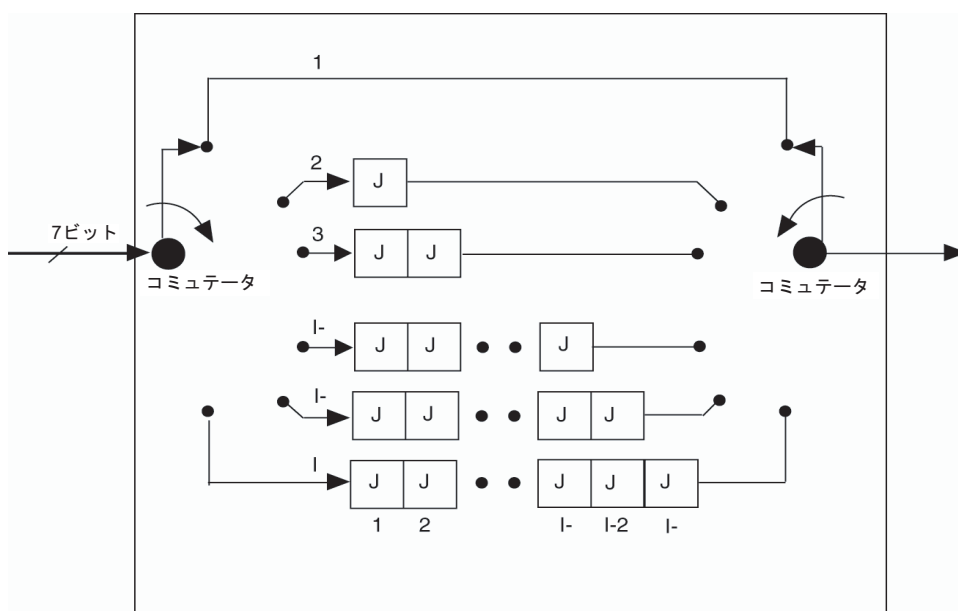 1
2
J
7ビット
3
J J
コミュテータ
コミュテータ
I-
J J J
I-
J J J J
I
J J J J J
1 2 I- I-2 I-